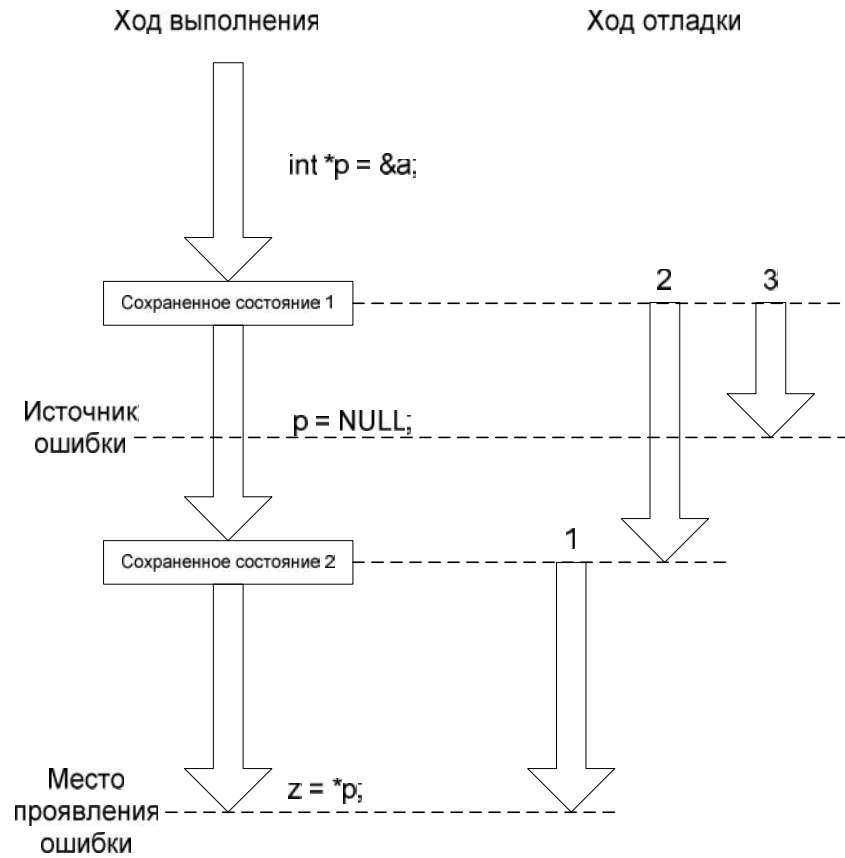 Ход выполнения
Ход отладки
int *p = &a;
2
3
Сохраненное состояние 1
Источник
ошибки
p = NULL;
1
Сохраненное состояние 2
Место
проявления
ошибки
z = *p;